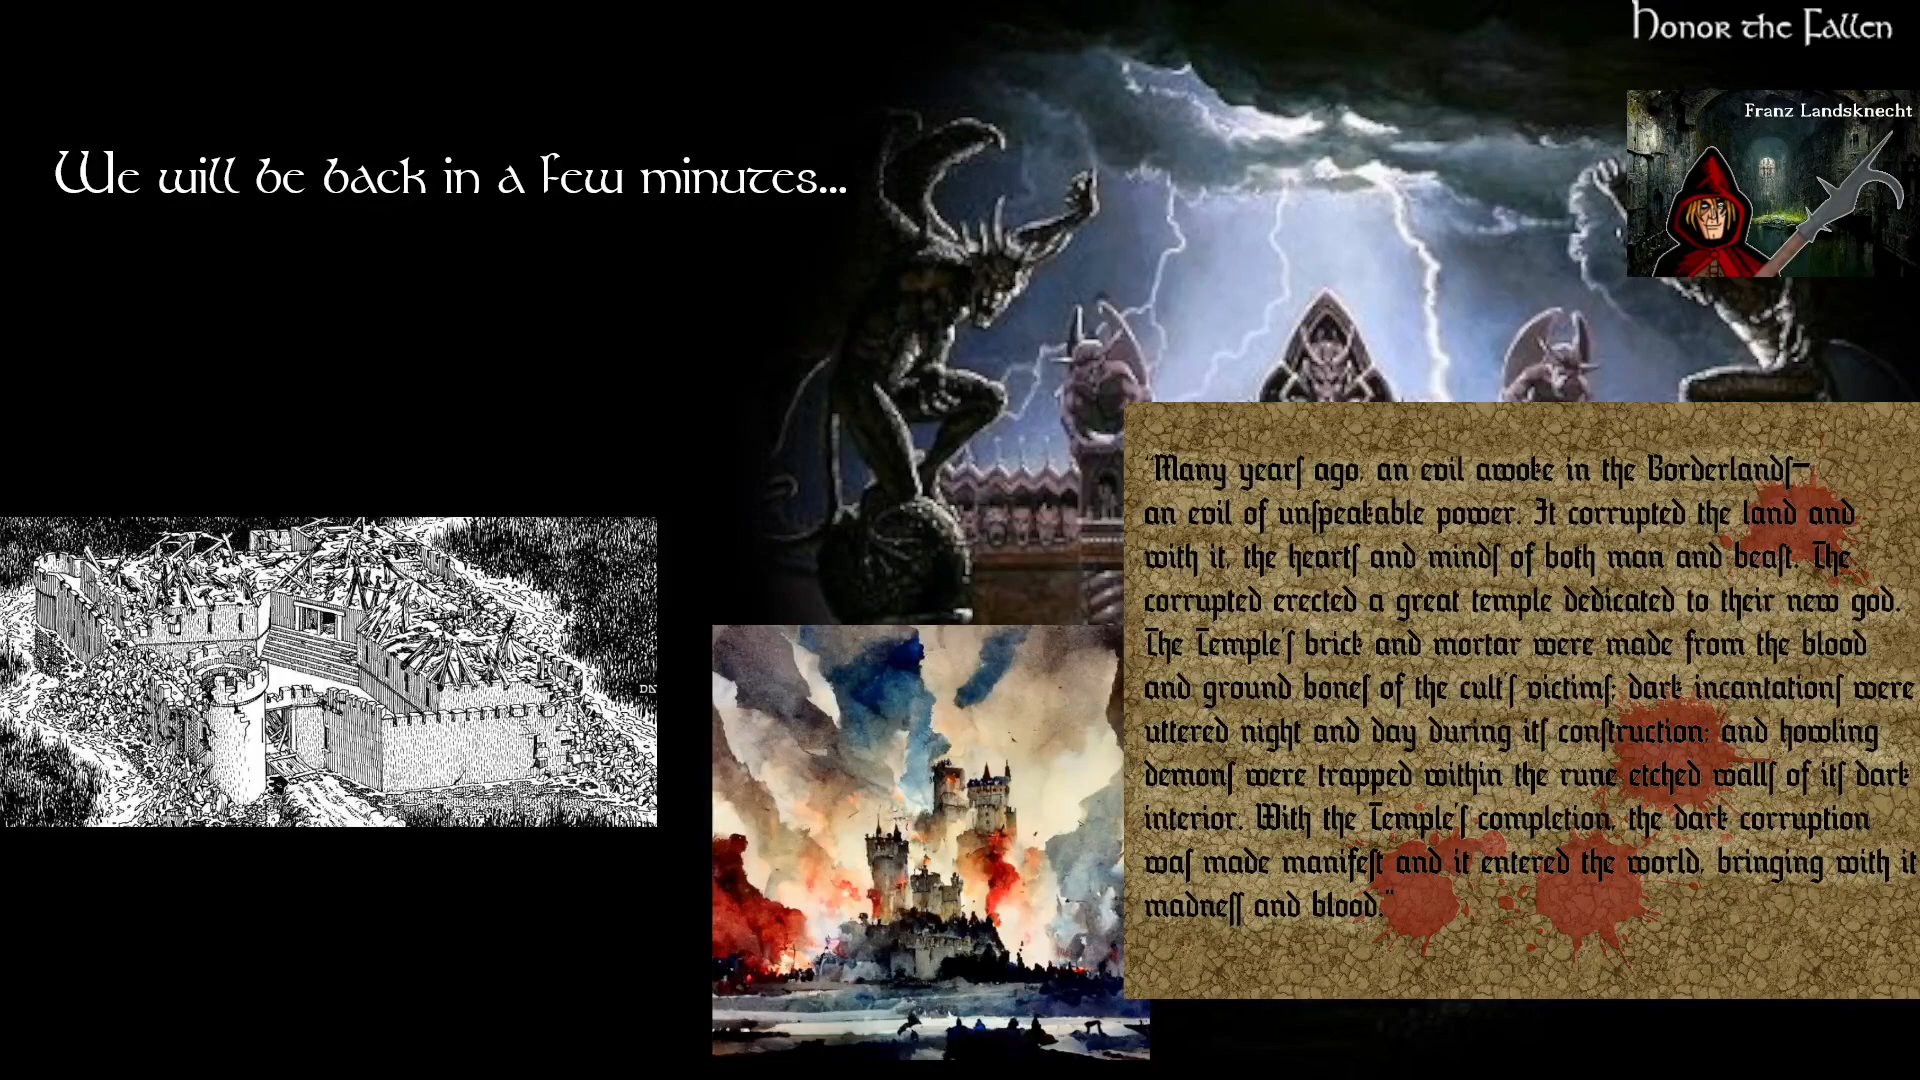 Honor the Fallen
Franz Landsknecht
We will be back in a few minutes...
"Many yearſ ago, an evil awoke in the Borderlandſ—
an evil of unſpeakable power. It corrupted the land and
with it, the heartſ and mindſ of both man and beaſt. The
corrupted erected a great temple dedicated to their new god.
The Temple'ſ brick and mortar were made from the blood
and ground boneſ of the cult'ſ victimſ; dark incantationſ were
uttered night and day during itſ conſtruction; and howling
demonſ were trapped within the rune etched wallſ of itſ dark
interior. With the Temple'ſ completion, the dark corruption
waſ made manifeſt and it entered the world, bringing with it
madneſſ and blood."